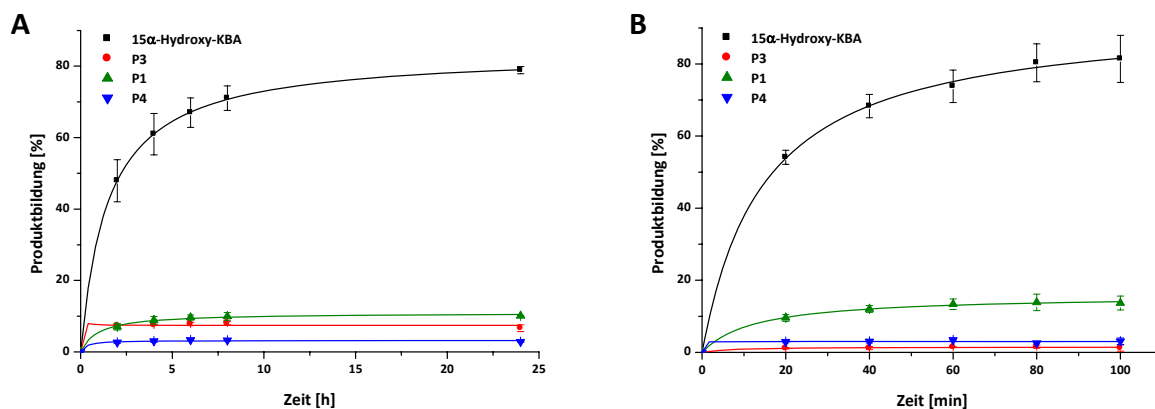 A
15α-Hydroxy-KBA
P3
P1
P4
Produktbildung [%]
80
60
40
20
0
0 5 10 15 20 25
Zeit [h]
B
15α-Hydroxy-KBA
P3
P1
P4
Produktbildung [%]
80
60
40
20
0
0 20 40 60 80 100
Zeit [min]